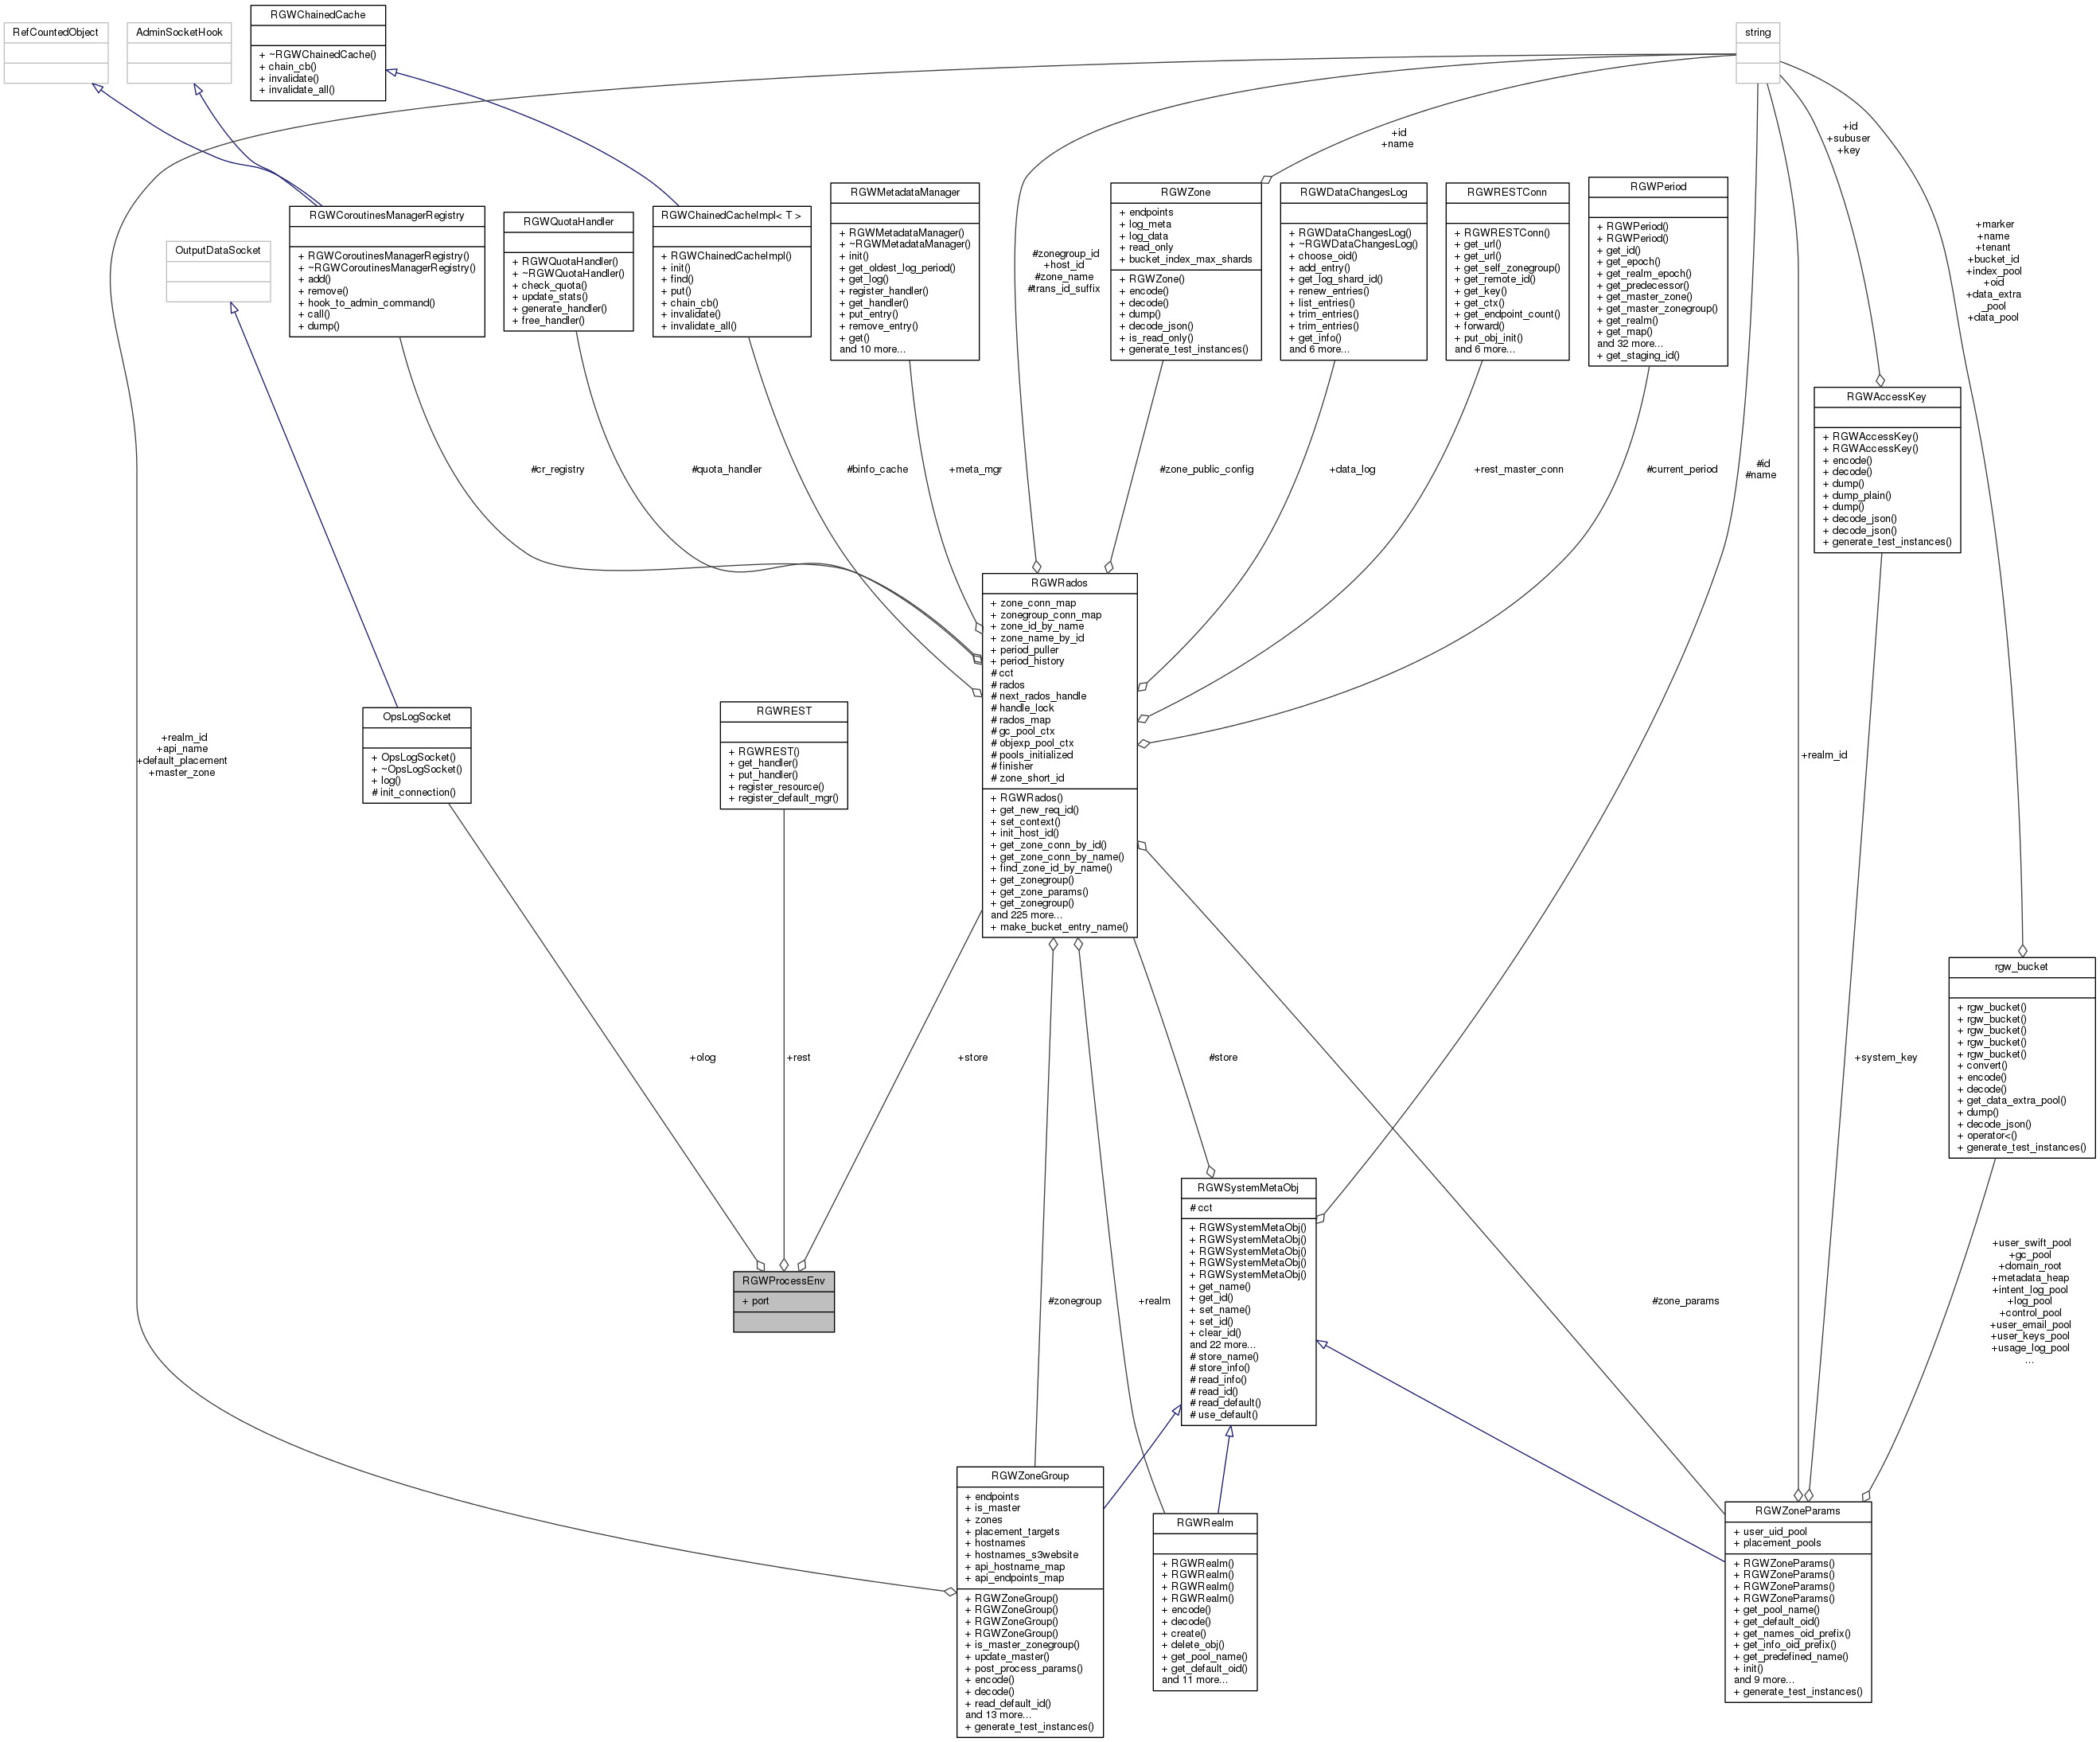 RGWChainedCache
+ ~RGWChainedCache()
+ chain_cb()
+ invalidate()
+ invalidate_all()
RefCountedObject
AdminSocketHook
string
+id
+name
+id
+subuser
+key
RGWCoroutinesManagerRegistry
+ RGWCoroutinesManagerRegistry()
+ ~RGWCoroutinesManagerRegistry()
+ add()
+ remove()
+ hook_to_admin_command()
+ call()
+ dump()
RGWQuotaHandler
+ RGWQuotaHandler()
+ ~RGWQuotaHandler()
+ check_quota()
+ update_stats()
+ generate_handler()
+ free_handler()
RGWChainedCacheImpl< T >
+ RGWChainedCacheImpl()
+ init()
+ find()
+ put()
+ chain_cb()
+ invalidate()
+ invalidate_all()
RGWMetadataManager
+ RGWMetadataManager()
+ ~RGWMetadataManager()
+ init()
+ get_oldest_log_period()
+ get_log()
+ register_handler()
+ get_handler()
+ put_entry()
+ remove_entry()
+ get()
and 10 more...
#zonegroup_id
+host_id
#zone_name
#trans_id_suffix
RGWZone
+ endpoints
+ log_meta
+ log_data
+ read_only
+ bucket_index_max_shards
+ RGWZone()
+ encode()
+ decode()
+ dump()
+ decode_json()
+ is_read_only()
+ generate_test_instances()
RGWDataChangesLog
+ RGWDataChangesLog()
+ ~RGWDataChangesLog()
+ choose_oid()
+ add_entry()
+ get_log_shard_id()
+ renew_entries()
+ list_entries()
+ trim_entries()
+ trim_entries()
+ get_info()
and 6 more...
RGWRESTConn
+ RGWRESTConn()
+ get_url()
+ get_url()
+ get_self_zonegroup()
+ get_remote_id()
+ get_key()
+ get_ctx()
+ get_endpoint_count()
+ forward()
+ put_obj_init()
and 6 more...
RGWPeriod
+ RGWPeriod()
+ RGWPeriod()
+ get_id()
+ get_epoch()
+ get_realm_epoch()
+ get_predecessor()
+ get_master_zone()
+ get_master_zonegroup()
+ get_realm()
+ get_map()
and 32 more...
+ get_staging_id()
+marker
+name
+tenant
+bucket_id
+index_pool
+oid
+data_extra
_pool
+data_pool
OutputDataSocket
RGWAccessKey
+ RGWAccessKey()
+ RGWAccessKey()
+ encode()
+ decode()
+ dump()
+ dump_plain()
+ dump()
+ decode_json()
+ decode_json()
+ generate_test_instances()
#cr_registry
#quota_handler
#binfo_cache
+meta_mgr
#zone_public_config
+data_log
+rest_master_conn
#current_period
#id
#name
RGWRados
+ zone_conn_map
+ zonegroup_conn_map
+ zone_id_by_name
+ zone_name_by_id
+ period_puller
+ period_history
# cct
# rados
# next_rados_handle
# handle_lock
# rados_map
# gc_pool_ctx
# objexp_pool_ctx
# pools_initialized
# finisher
# zone_short_id
+ RGWRados()
+ get_new_req_id()
+ set_context()
+ init_host_id()
+ get_zone_conn_by_id()
+ get_zone_conn_by_name()
+ find_zone_id_by_name()
+ get_zonegroup()
+ get_zone_params()
+ get_zonegroup()
and 225 more...
+ make_bucket_entry_name()
+realm_id
+api_name
+default_placement
+master_zone
OpsLogSocket
+ OpsLogSocket()
+ ~OpsLogSocket()
+ log()
# init_connection()
RGWREST
+ RGWREST()
+ get_handler()
+ put_handler()
+ register_resource()
+ register_default_mgr()
+realm_id
rgw_bucket
+ rgw_bucket()
+ rgw_bucket()
+ rgw_bucket()
+ rgw_bucket()
+ rgw_bucket()
+ convert()
+ encode()
+ decode()
+ get_data_extra_pool()
+ dump()
+ decode_json()
+ operator<()
+ generate_test_instances()
+olog
+rest
+store
#store
+system_key
RGWSystemMetaObj
# cct
+ RGWSystemMetaObj()
+ RGWSystemMetaObj()
+ RGWSystemMetaObj()
+ RGWSystemMetaObj()
+ RGWSystemMetaObj()
+ get_name()
+ get_id()
+ set_name()
+ set_id()
+ clear_id()
and 22 more...
# store_name()
# store_info()
# read_info()
# read_id()
# read_default()
# use_default()
RGWProcessEnv
+ port
#zonegroup
+realm
#zone_params
+user_swift_pool
+gc_pool
+domain_root
+metadata_heap
+intent_log_pool
+log_pool
+control_pool
+user_email_pool
+user_keys_pool
+usage_log_pool
...
RGWZoneGroup
+ endpoints
+ is_master
+ zones
+ placement_targets
+ hostnames
+ hostnames_s3website
+ api_hostname_map
+ api_endpoints_map
+ RGWZoneGroup()
+ RGWZoneGroup()
+ RGWZoneGroup()
+ RGWZoneGroup()
+ is_master_zonegroup()
+ update_master()
+ post_process_params()
+ encode()
+ decode()
+ read_default_id()
and 13 more...
+ generate_test_instances()
RGWRealm
+ RGWRealm()
+ RGWRealm()
+ RGWRealm()
+ RGWRealm()
+ encode()
+ decode()
+ create()
+ delete_obj()
+ get_pool_name()
+ get_default_oid()
and 11 more...
RGWZoneParams
+ user_uid_pool
+ placement_pools
+ RGWZoneParams()
+ RGWZoneParams()
+ RGWZoneParams()
+ RGWZoneParams()
+ get_pool_name()
+ get_default_oid()
+ get_names_oid_prefix()
+ get_info_oid_prefix()
+ get_predefined_name()
+ init()
and 9 more...
+ generate_test_instances()